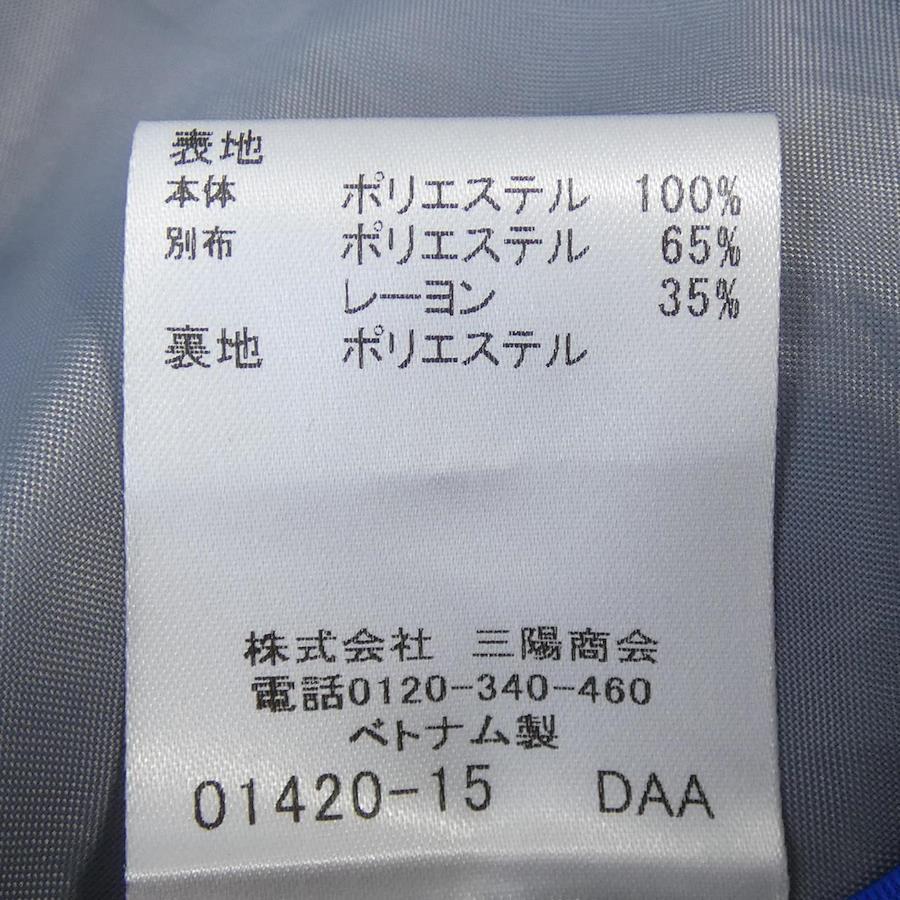 表地
本体 ポリエステル 100%
別布 ポリエステル 65%
レーヨン 35%
裏地 ポリエステル
株式会社 三陽商会
電話0120-340-460
ベトナム製
01420-15 DAA